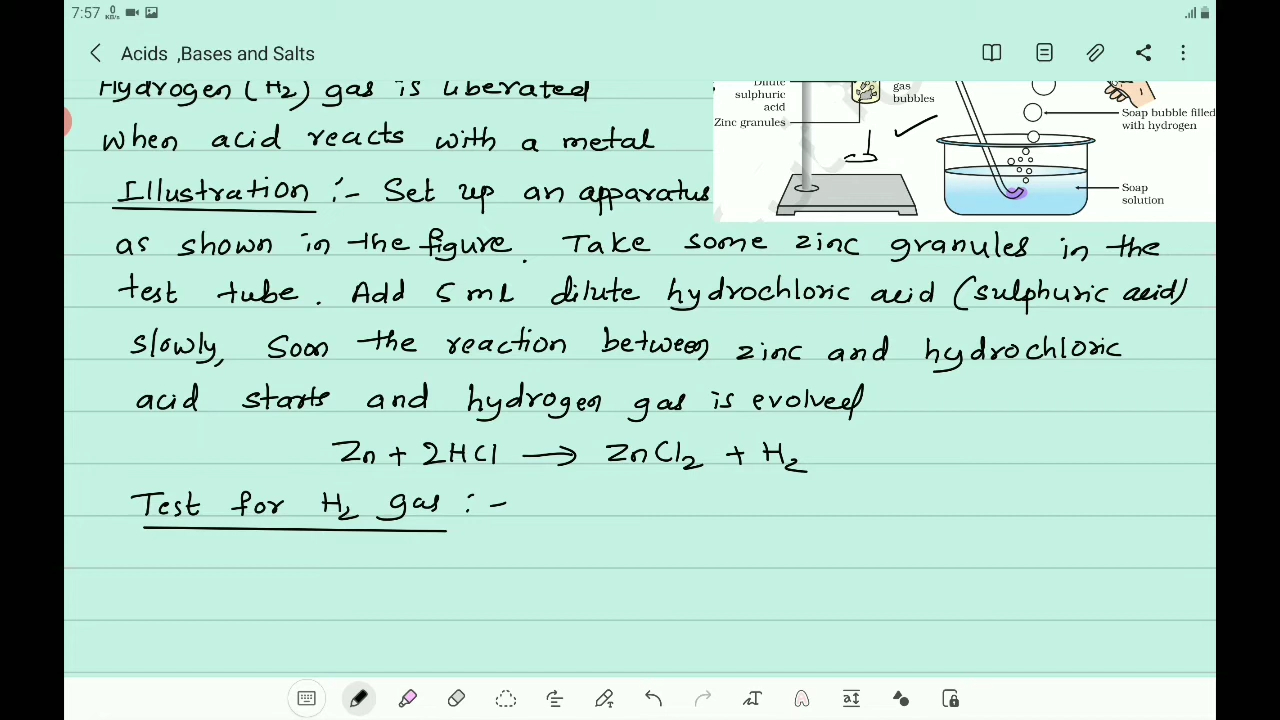 7:57 0 KB/s
Acids ,Bases and Salts
Hydrogen (H2) gas is liberated
when acid reacts with a metal
Illustration :- Set up an apparatus
as shown in the figure. Take some zinc granules in the
test tube. Add 5 ml dilute hydrochloric acid (sulphuric acid)
slowly, Soon the reaction between zinc and hydrochloric
acid starts and hydrogen gas is evolved
Zn + 2HCl → ZnCl2 + H2
Test for H2 gas :-
Dilute
sulphuric
acid
Zinc granules
gas
bubbles
Soap bubble filled
with hydrogen
Soap
solution